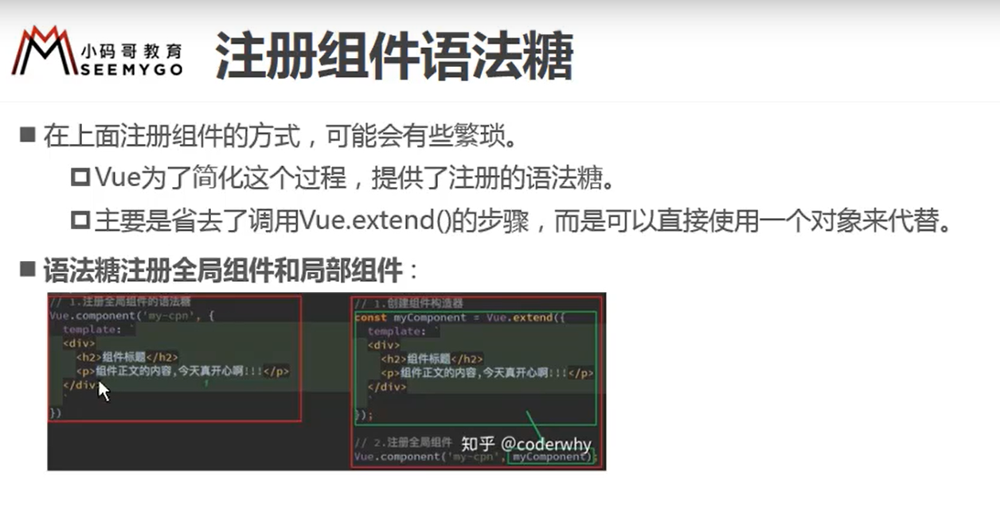 小码哥教育
SEEMYGO
注册组件语法糖
在上面注册组件的方式，可能会有些繁琐。
Vue为了简化这个过程，提供了注册的语法糖。
主要是省去了调用Vue.extend()的步骤，而是可以直接使用一个对象来代替。
语法糖注册全局组件和局部组件：
// 1.注册全局组件的语法糖
Vue.component('my-cpn', {
template: `
<div>
<h2>组件标题</h2>
<p>组件正文的内容,今天真开心啊!!!</p>
</div>
`
})
// 1.创建组件构造器
const myComponent = Vue.extend({
template: `
<div>
<h2>组件标题</h2>
<p>组件正文的内容,今天真开心啊!!!</p>
</div>
`
});
// 2.注册全局组件
知乎 @coderwhy
Vue.component('my-cpn', myComponent);